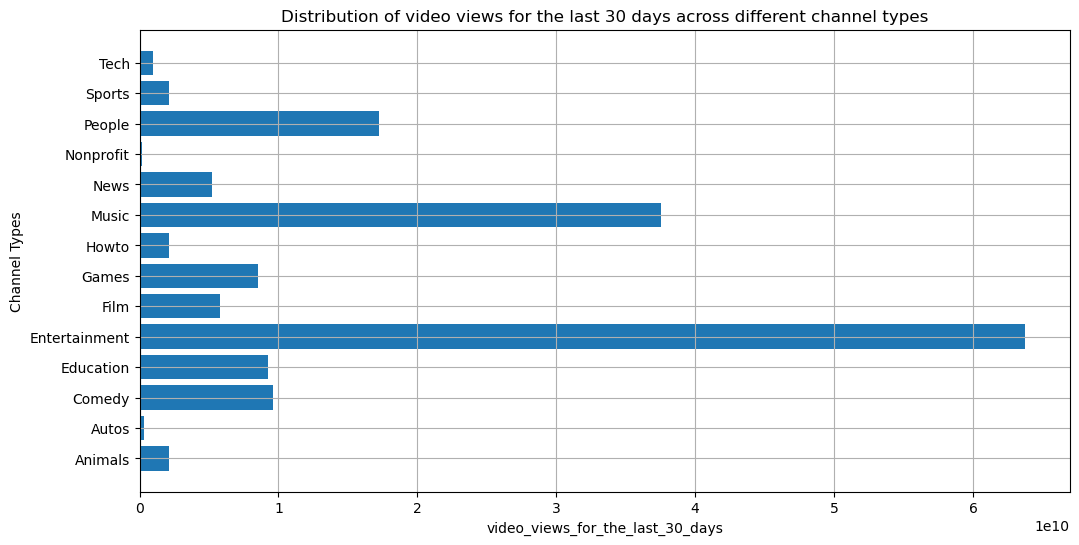 Distribution of video views for the last 30 days across different channel types
Channel Types
Tech
Sports
People
Nonprofit
News
Music
Howto
Games
Film
Entertainment
Education
Comedy
Autos
Animals
0 1 2 3 4 5 6
1e10
video_views_for_the_last_30_days